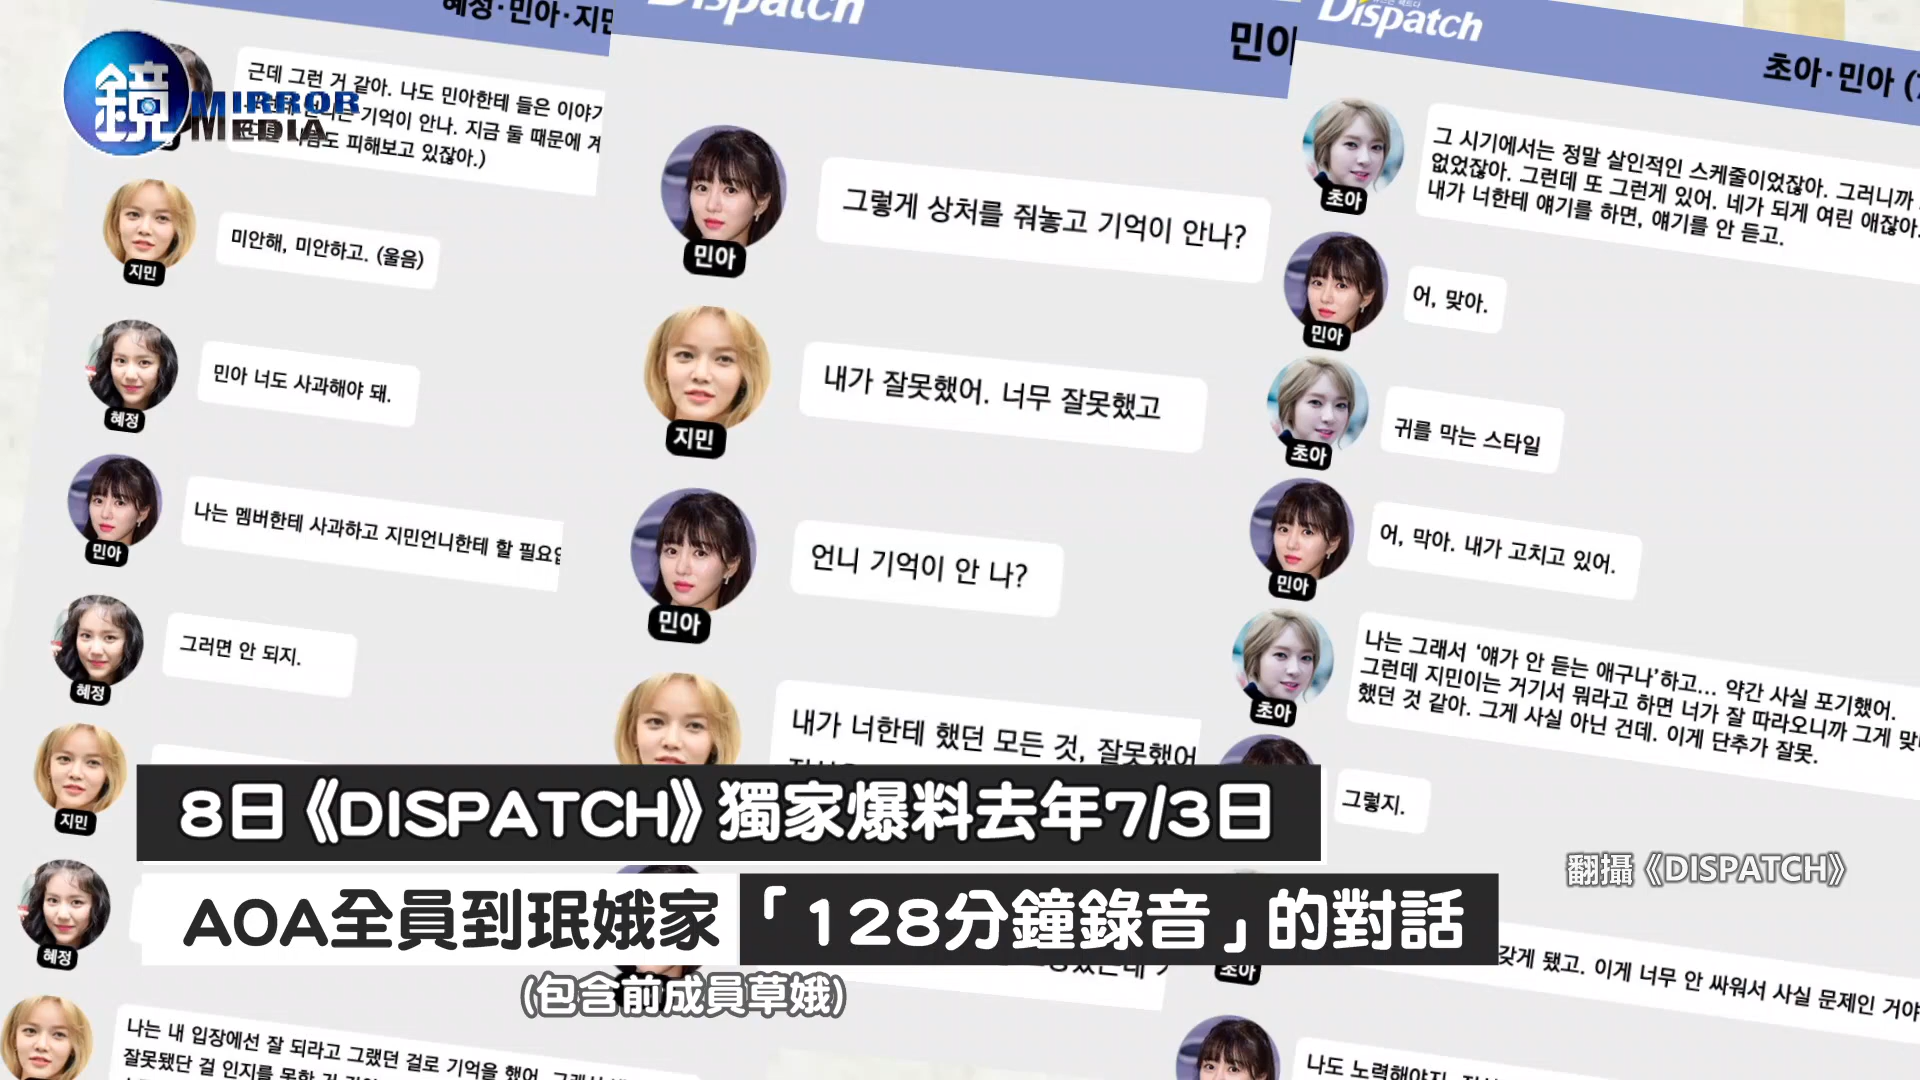 鏡 MIRROR MEDIA
혜정·민아·지민
근데 그런 거 같아. 나도 민아한테 들은 이야기
기억이 안나. 지금 둘 때문에 계
피해보고 있잖아.)
미안해, 미안하고. (울음)
지민
민아 너도 사과해야 돼.
혜정
나는 멤버한테 사과하고 지민언니한테 할 필요
민아
그러면 안 되지.
혜정
지민
혜정
나는 내 입장에선 잘 되라고 그랬던 걸로 기억을 했어.
잘못됐단 걸 인지를 못한
Dispatch
민아
그렇게 상처를 줘놓고 기억이 안나?
민아
내가 잘못했어. 너무 잘못했고
지민
언니 기억이 안 나?
민아
내가 너한테 했던 모든 것, 잘못했어
Dispatch
초아·민아
그 시기에서는 정말 살인적인 스케줄이었잖아. 그러니까
없었잖아. 그런데 또 그런게 있어. 네가 되게 여린 애잖아.
내가 너한테 얘기를 하면, 얘기를 안 듣고.
초아
어, 맞아.
민아
귀를 막는 스타일
초아
어, 막아. 내가 고치고 있어.
민아
나는 그래서 ‘얘가 안 듣는 애구나’하고... 약간 사실 포기했어.
그런데 지민이는 거기서 뭐라고 하면 너가 잘 따라오니까 그게 맞
했던 것 같아. 그게 사실 아닌 건데. 이게 단추가 잘못.
초아
그렇지.
갖게 됐고. 이게 너무 안 싸워서 사실 문제인 거야
초아
나도 노력해야지.
8日《DISPATCH》獨家爆料去年7/3日
AOA全員到珉娥家「128分鐘錄音」的對話
(包含前成員草娥)
翻攝《DISPATCH》